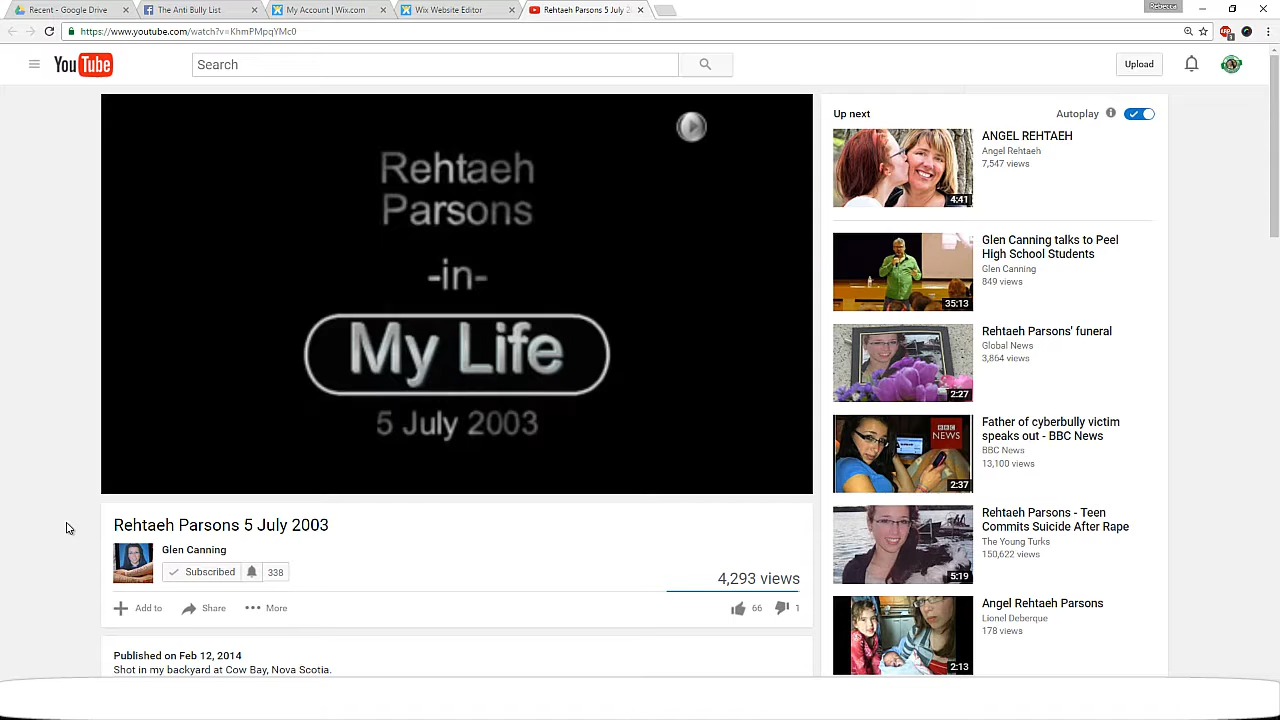 Recent - Google Drive
The Anti Bully List
My Account | Wix.com
Wix Website Editor
Rehtaeh Parsons 5 July 2
Rebecca
https://www.youtube.com/watch?v=KhmPMpqYMc0
YouTube
Search
Upload
Rehtaeh
Parsons
-in-
My Life
5 July 2003
Rehtaeh Parsons 5 July 2003
Glen Canning
Subscribed
338
4,293 views
Add to
Share
More
66
1
Published on Feb 12, 2014
Shot in my backyard at Cow Bay, Nova Scotia.
Up next
Autoplay
ANGEL REHTAEH
Angel Rehtaeh
7,547 views
4:41
Glen Canning talks to Peel
High School Students
Glen Canning
849 views
35:13
Rehtaeh Parsons' funeral
Global News
3,864 views
2:27
Father of cyberbully victim
speaks out - BBC News
BBC News
13,100 views
BBC
NEWS
2:37
Rehtaeh Parsons - Teen
Commits Suicide After Rape
The Young Turks
150,622 views
5:19
Angel Rehtaeh Parsons
Lionel Deberque
178 views
2:13